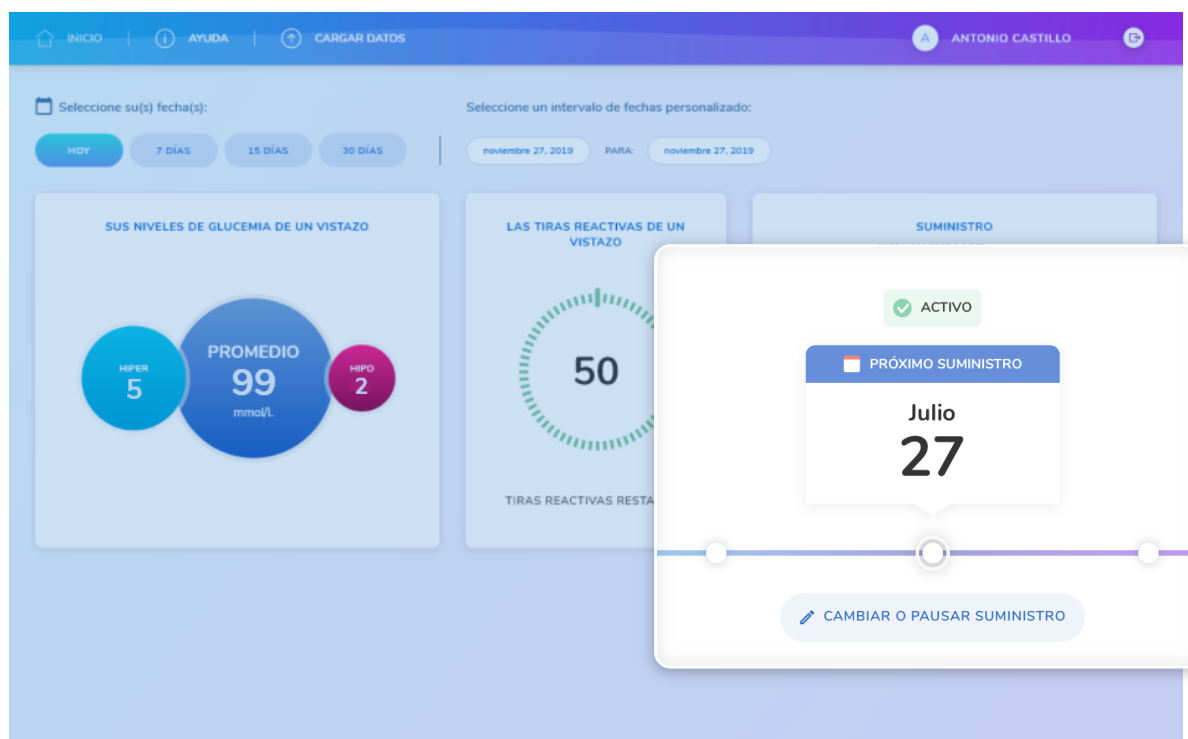 INICIO
AYUDA
CARGAR DATOS
A
ANTONIO CASTILLO
Seleccione su(s) fecha(s):
Seleccione un intervalo de fechas personalizado:
HOY
7 DÍAS
15 DÍAS
30 DÍAS
noviembre 27, 2019
PARA:
noviembre 27, 2019
SUS NIVELES DE GLUCEMIA DE UN VISTAZO
HIPER
5
PROMEDIO
99
mmol/L
HIPO
2
LAS TIRAS REACTIVAS DE UN
VISTAZO
50
TIRAS REACTIVAS RESTA
SUMINISTRO
ACTIVO
PRÓXIMO SUMINISTRO
Julio
27
CAMBIAR O PAUSAR SUMINISTRO